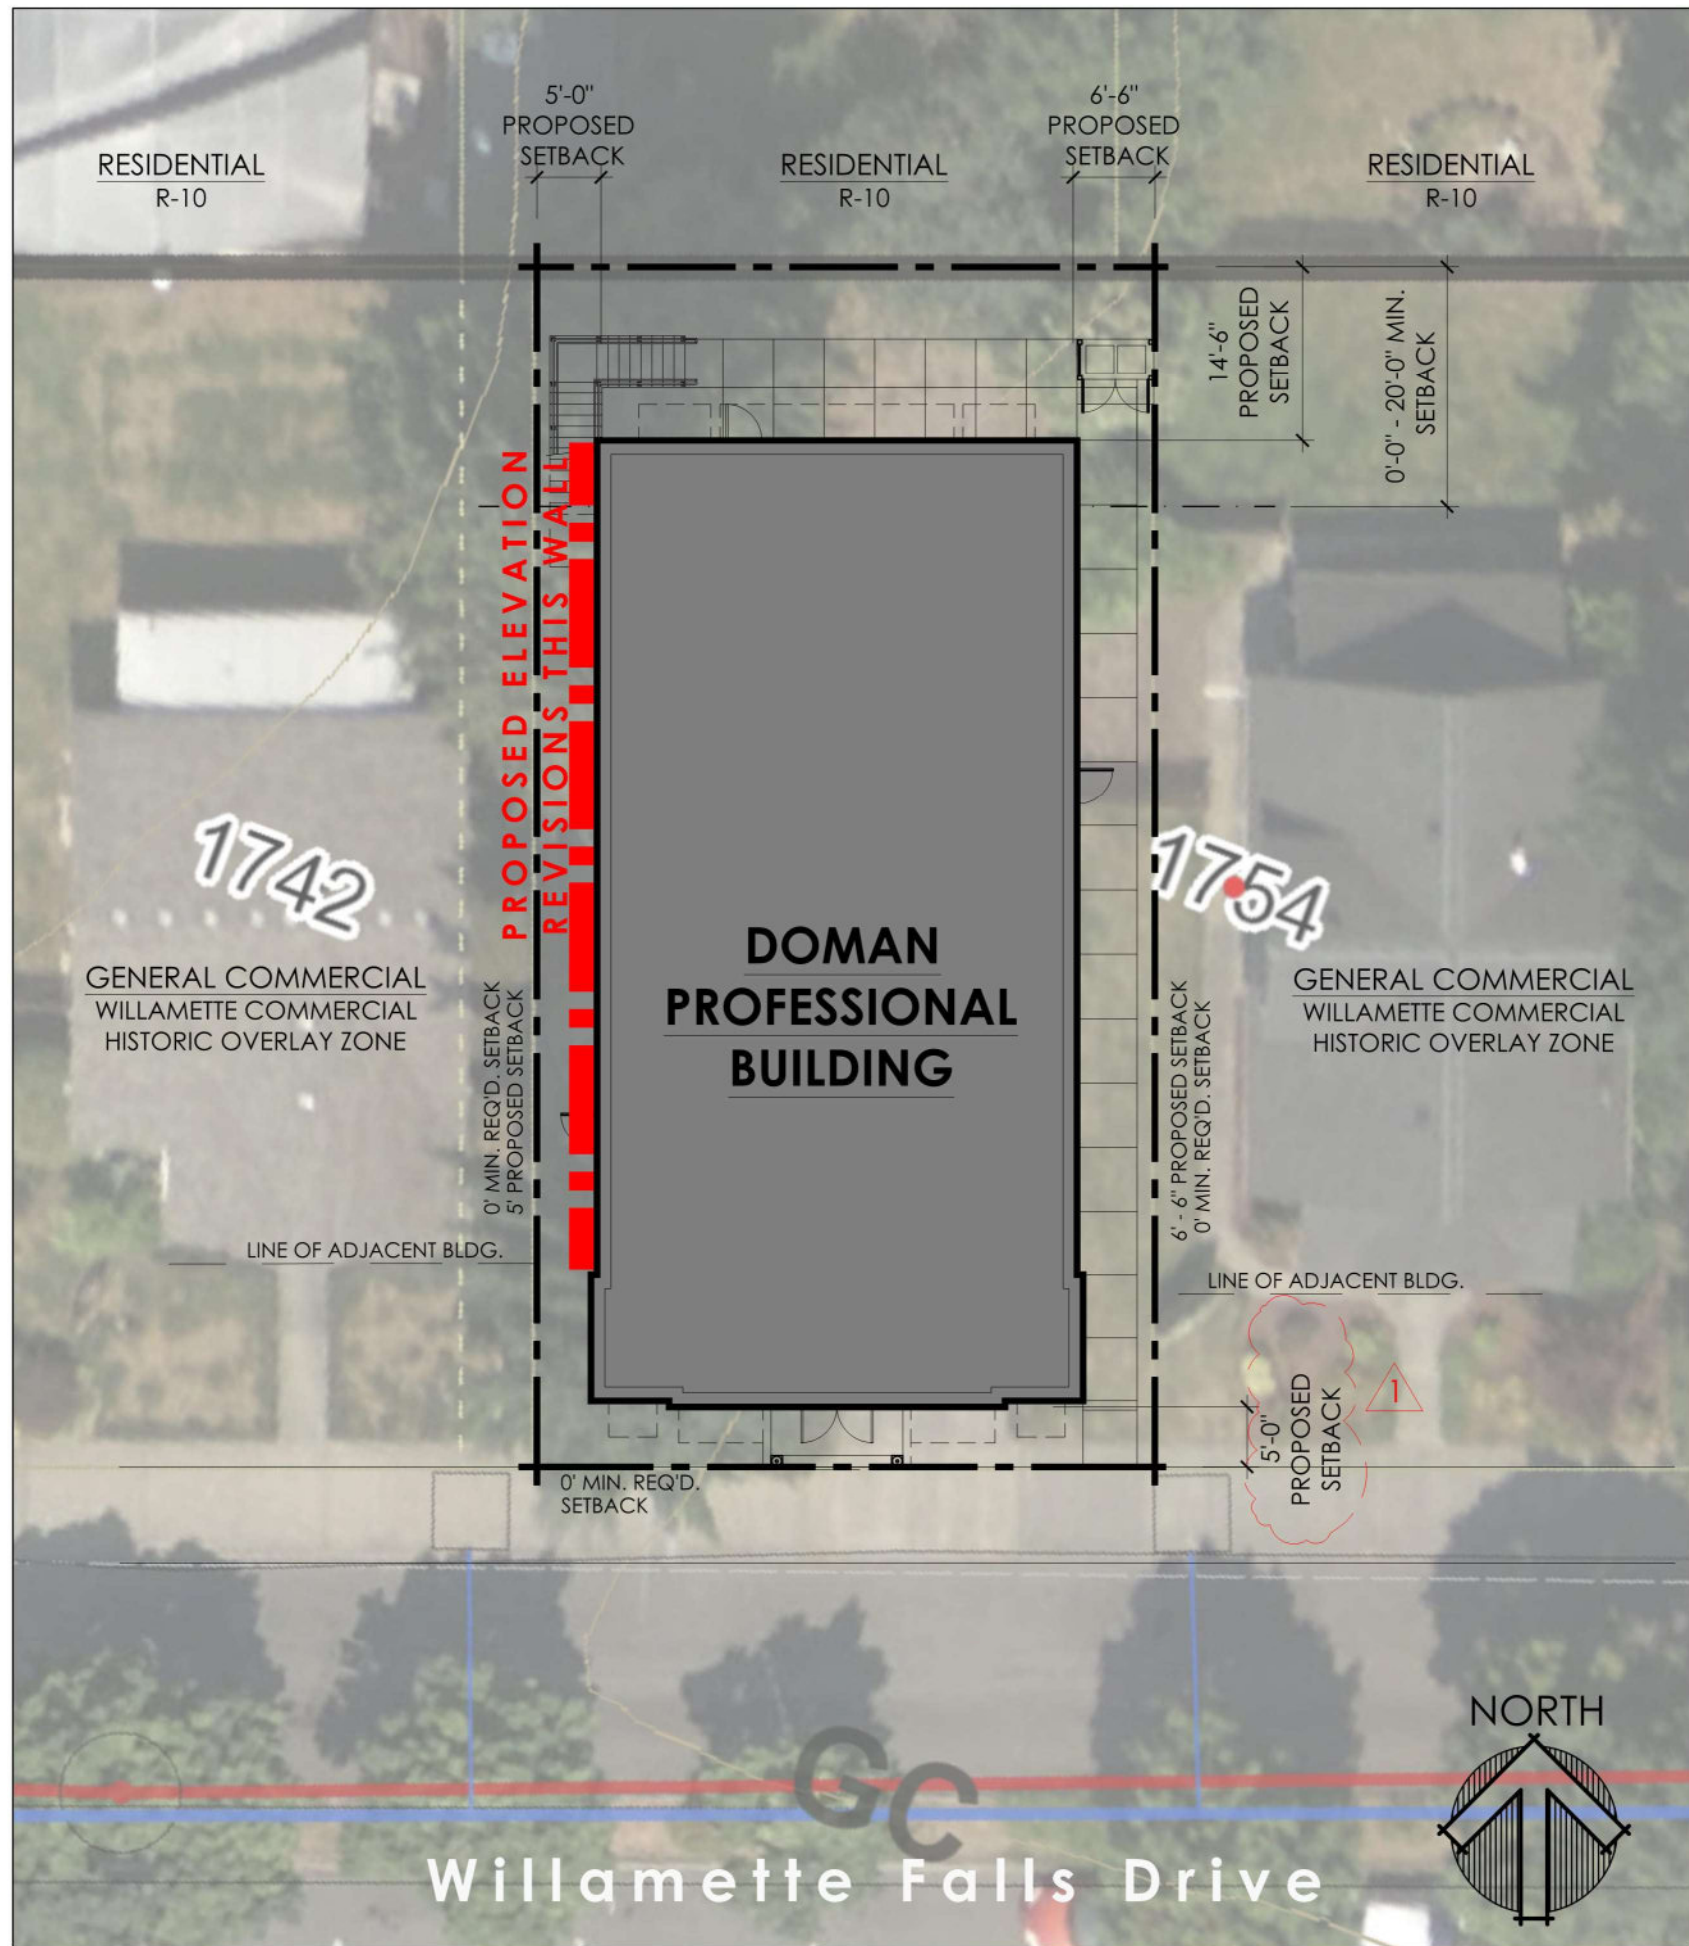 5'-0"
PROPOSED
SETBACK
6'-6"
PROPOSED
SETBACK
RESIDENTIAL
R-10
RESIDENTIAL
R-10
RESIDENTIAL
R-10
14'-6"
PROPOSED
SETBACK
0'-0" - 20'-0" MIN.
SETBACK
PROPOSED ELEVATION
REVISIONS THIS WALL
1742
1754
DOMAN
PROFESSIONAL
BUILDING
GENERAL COMMERCIAL
WILLAMETTE COMMERCIAL
HISTORIC OVERLAY ZONE
GENERAL COMMERCIAL
WILLAMETTE COMMERCIAL
HISTORIC OVERLAY ZONE
0' MIN. REQ'D. SETBACK
5' PROPOSED SETBACK
6' - 6" PROPOSED SETBACK
0' MIN. REQ'D. SETBACK
LINE OF ADJACENT BLDG.
LINE OF ADJACENT BLDG.
5'-0"
PROPOSED
SETBACK
1
0' MIN. REQ'D.
SETBACK
NORTH
GC
Willamette Falls Drive